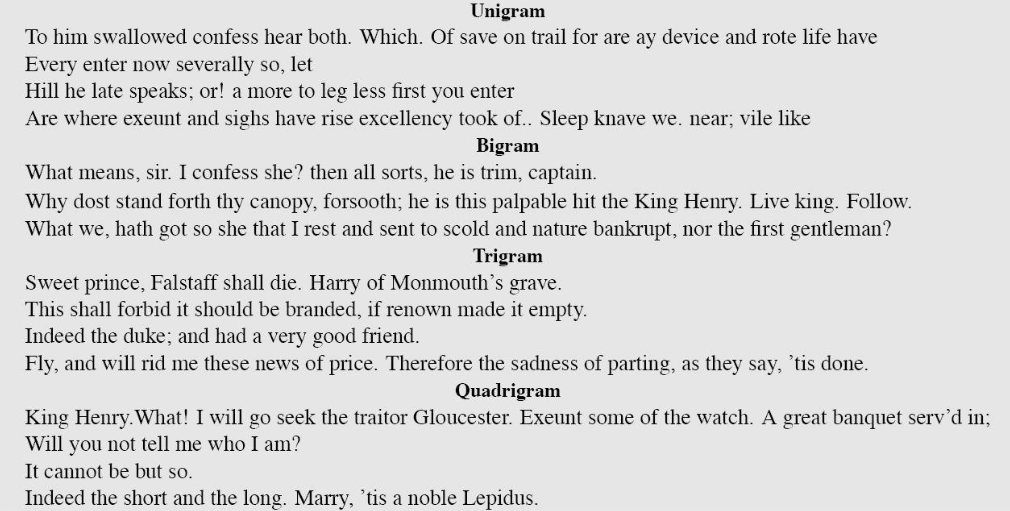 Unigram
To him swallowed confess hear both. Which. Of save on trail for are ay device and rote life have
Every enter now severally so, let
Hill he late speaks; or! a more to leg less first you enter
Are where exeunt and sighs have rise excellency took of.. Sleep knave we. near; vile like
Bigram
What means, sir. I confess she? then all sorts, he is trim, captain.
Why dost stand forth thy canopy, forsooth; he is this palpable hit the King Henry. Live king. Follow.
What we, hath got so she that I rest and sent to scold and nature bankrupt, nor the first gentleman?
Trigram
Sweet prince, Falstaff shall die. Harry of Monmouth's grave.
This shall forbid it should be branded, if renown made it empty.
Indeed the duke; and had a very good friend.
Fly, and will rid me these news of price. Therefore the sadness of parting, as they say, 'tis done.
Quadrigram
King Henry.What! I will go seek the traitor Gloucester. Exeunt some of the watch. A great banquet serv'd in;
Will you not tell me who I am?
It cannot be but so.
Indeed the short and the long. Marry, 'tis a noble Lepidus.